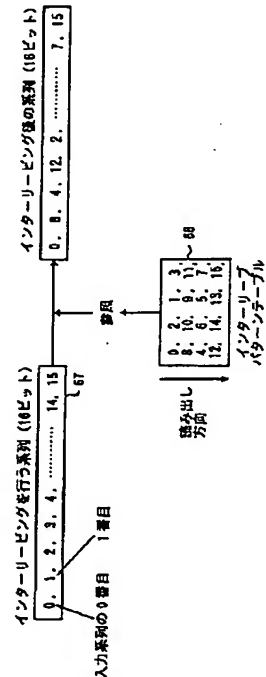 インターリービングを行う系列 (16ビット)
0, 1, 2, 3, 4, ……… 14, 15
67
入力系列の0番目
1番目
インターリービング後の系列 (16ビット)
0, 8, 4, 12, 2, ……… 7, 15
参照
読み出し
方向
0, 2, 1, 3,
8, 10, 9, 11,
4, 6, 5, 7,
12, 14, 13, 15,
68
インターリーブ
パターンテーブル